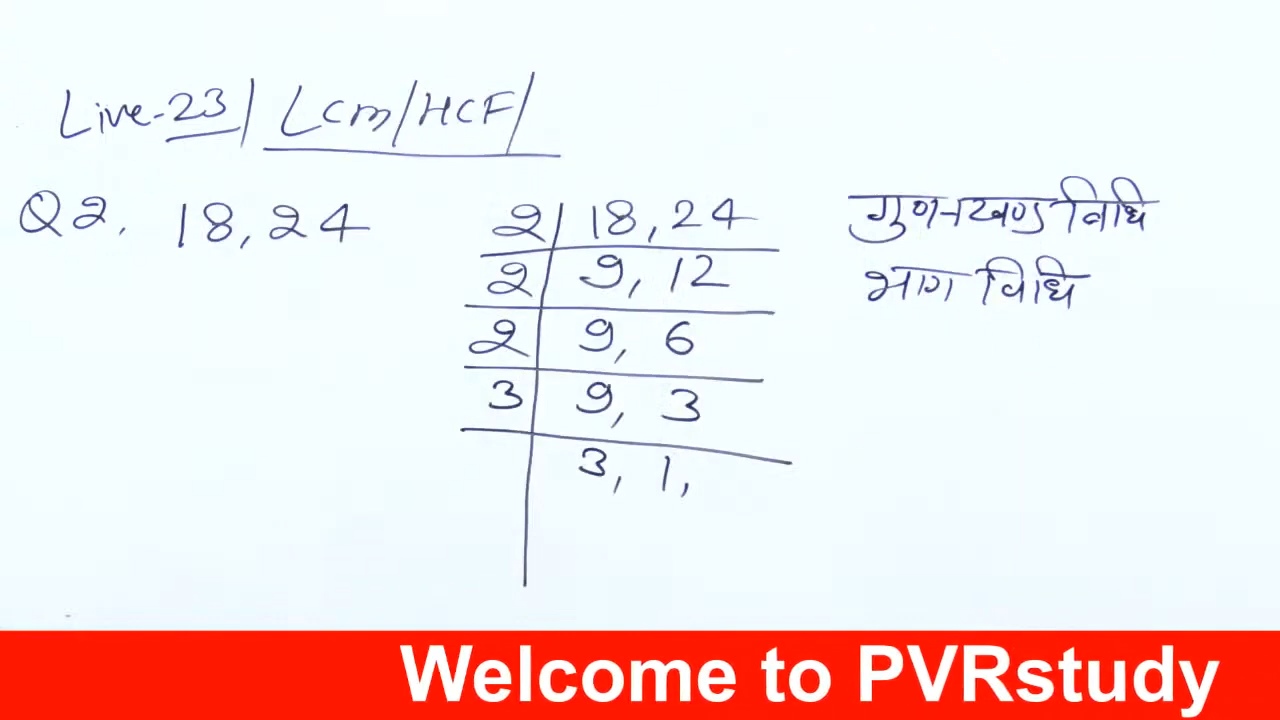 Live-23/ Lcm/HCF/
Q2. 18, 24
2 18, 24
2 9, 12
2 9, 6
3 9, 3
3, 1,
गुणनखण्ड विधि
भाग विधि
Welcome to PVRstudy